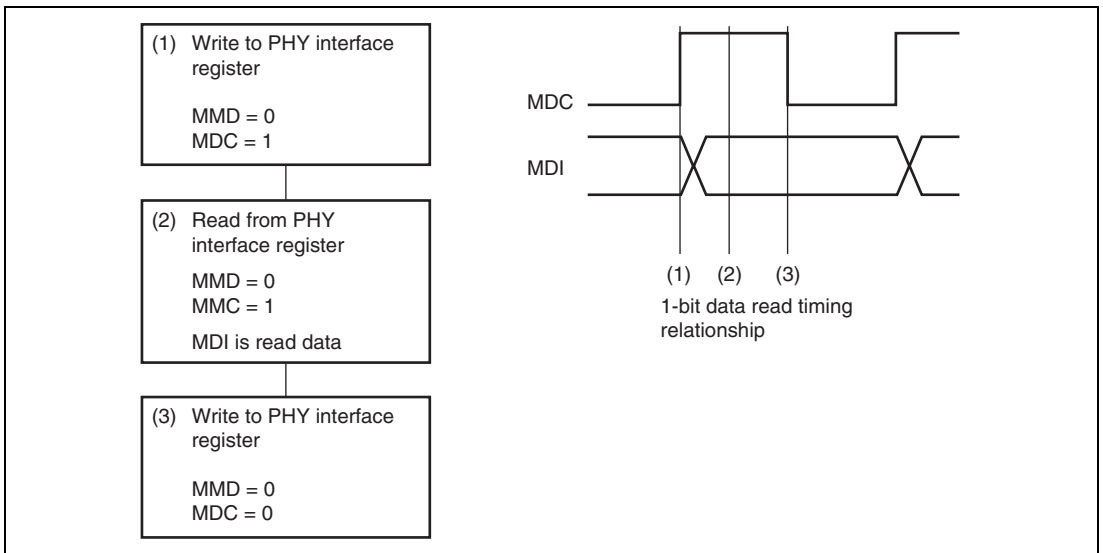 (1) Write to PHY interface
register
MMD = 0
MDC = 1
(2) Read from PHY
interface register
MMD = 0
MMC = 1
MDI is read data
(3) Write to PHY interface
register
MMD = 0
MDC = 0
MDC
MDI
(1) (2) (3)
1-bit data read timing
relationship